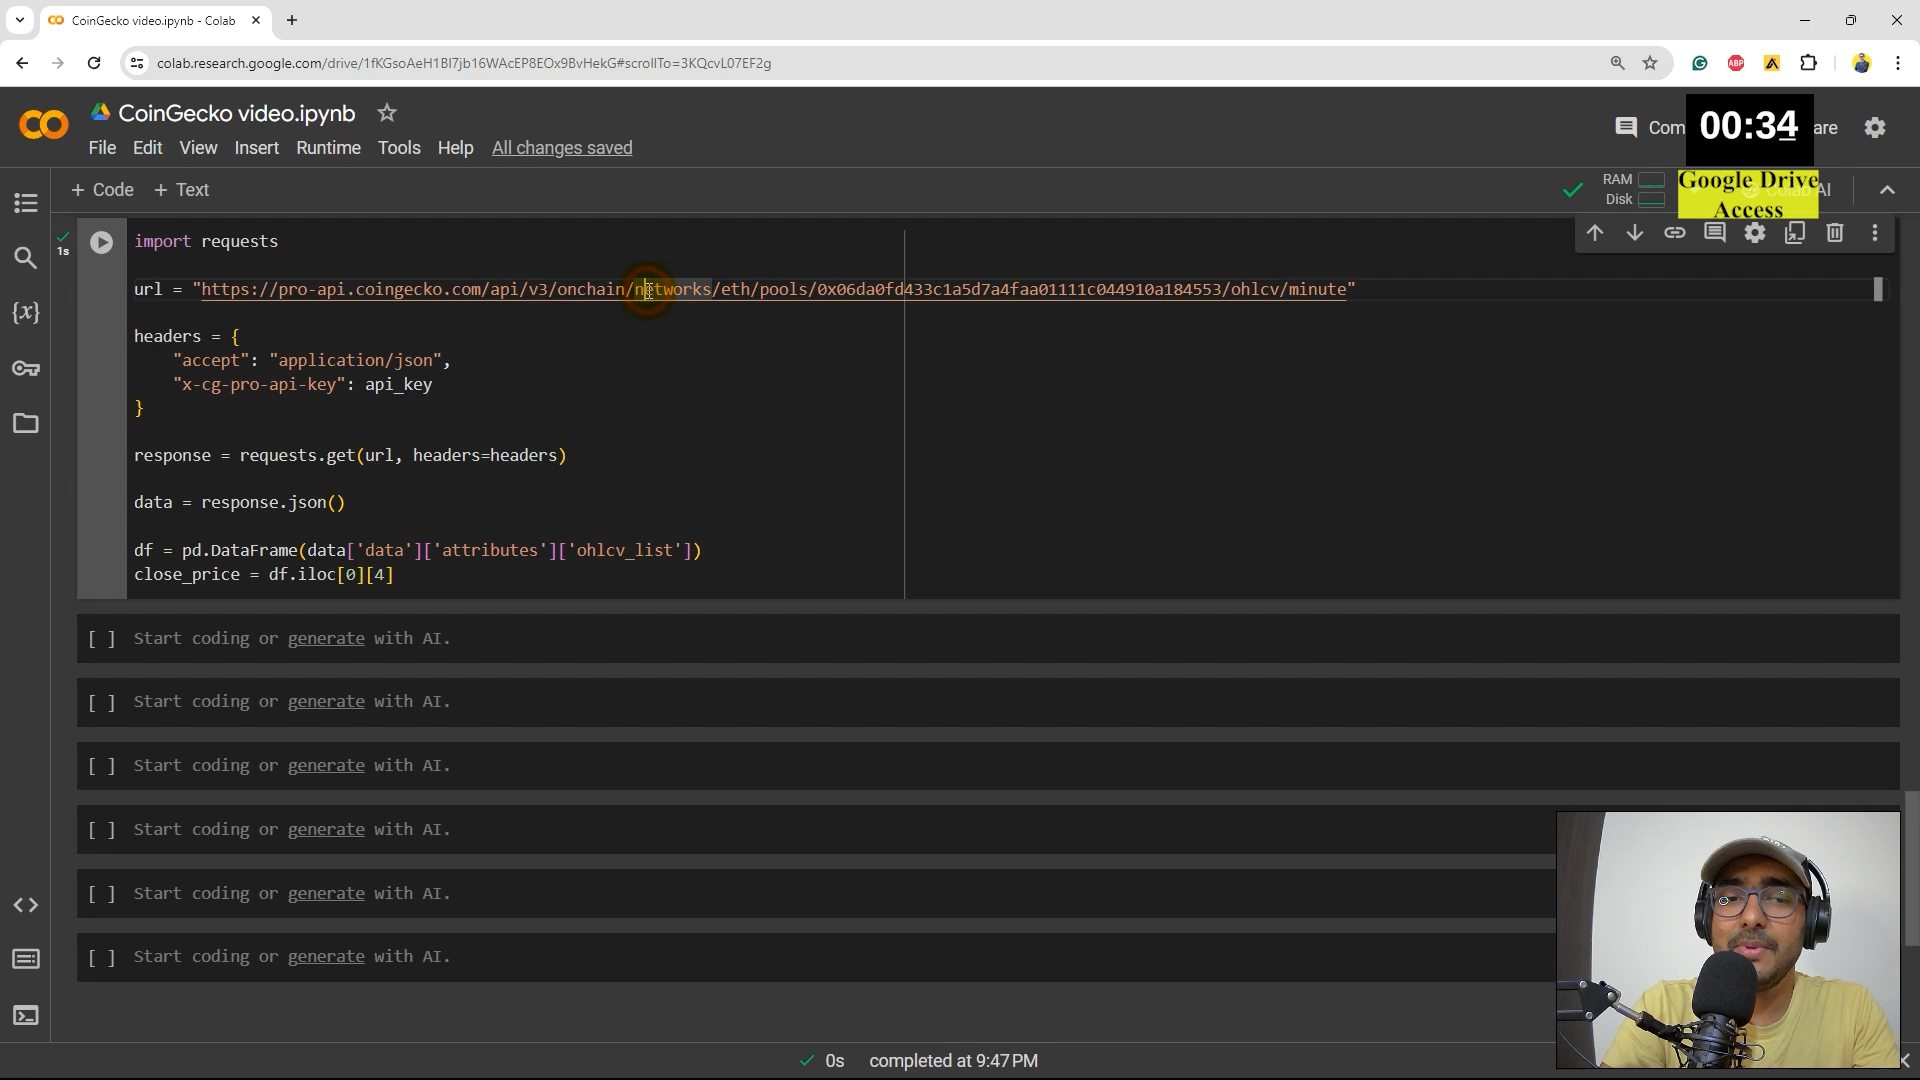 CoinGecko video.ipynb - Colab
colab.research.google.com/drive/1fKGsoAeH1BI7jb16WAcEP8EOx9BvHekG#scrollTo=3KQcvL07EF2g
ABP
CoinGecko video.ipynb
File Edit View Insert Runtime Tools Help All changes saved
Com 00:34 are
+ Code + Text
RAM
Disk
Google Drive
Access
AI
1s
import requests
url = "https://pro-api.coingecko.com/api/v3/onchain/networks/eth/pools/0x06da0fd433c1a5d7a4faa01111c044910a184553/ohlcv/minute"
headers = {
"accept": "application/json",
"x-cg-pro-api-key": api_key
}
response = requests.get(url, headers=headers)
data = response.json()
df = pd.DataFrame(data['data']['attributes']['ohlcv_list'])
close_price = df.iloc[0][4]
[ ] Start coding or generate with AI.
[ ] Start coding or generate with AI.
[ ] Start coding or generate with AI.
[ ] Start coding or generate with AI.
[ ] Start coding or generate with AI.
[ ] Start coding or generate with AI.
0s completed at 9:47 PM